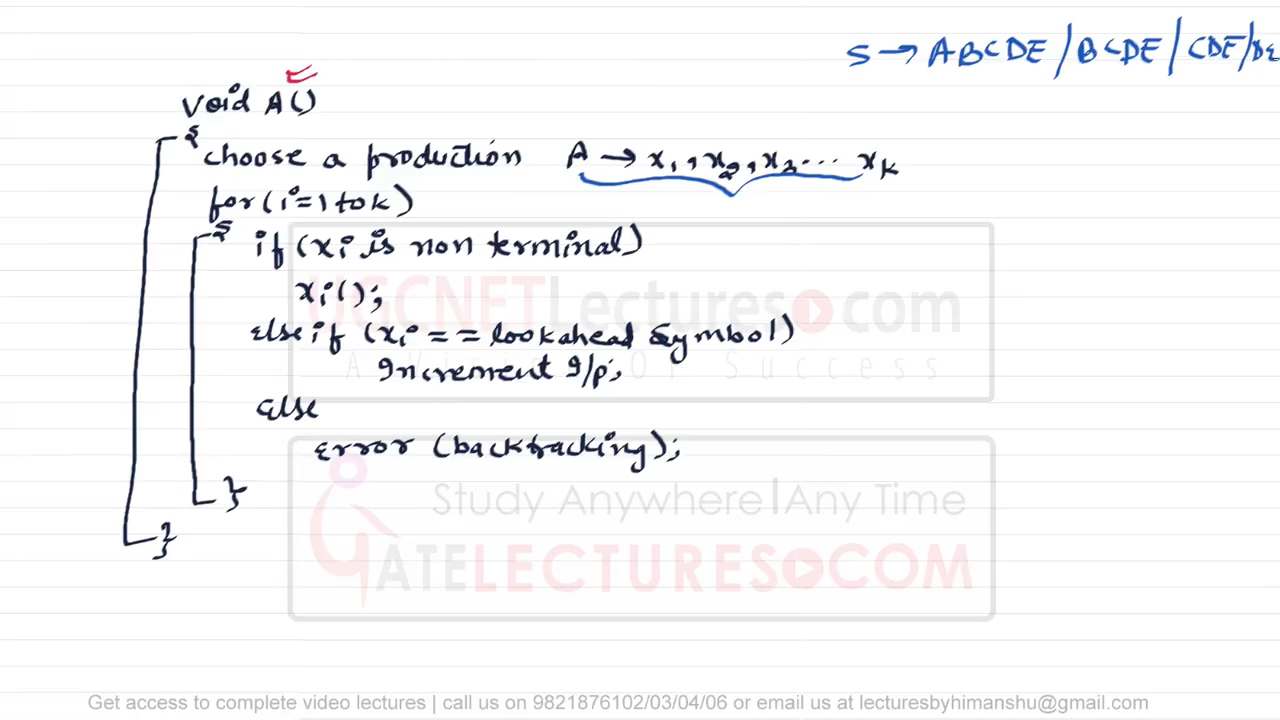 S → ABCDE / BCDE / CDE / DE
void A()
{
choose a production A → x1, x2, x3 ... xk
for (i=1 to k)
{
if (xi is non terminal)
xi();
else if (xi == lookahead symbol)
Increment I/p;
else
error (backtracking);
}
}
UGCNETLectures.com
A Vision Of Success
Study Anywhere | Any Time
GATELECTURES.COM
Get access to complete video lectures | call us on 9821876102/03/04/06 or email us at lecturesbyhimanshu@gmail.com